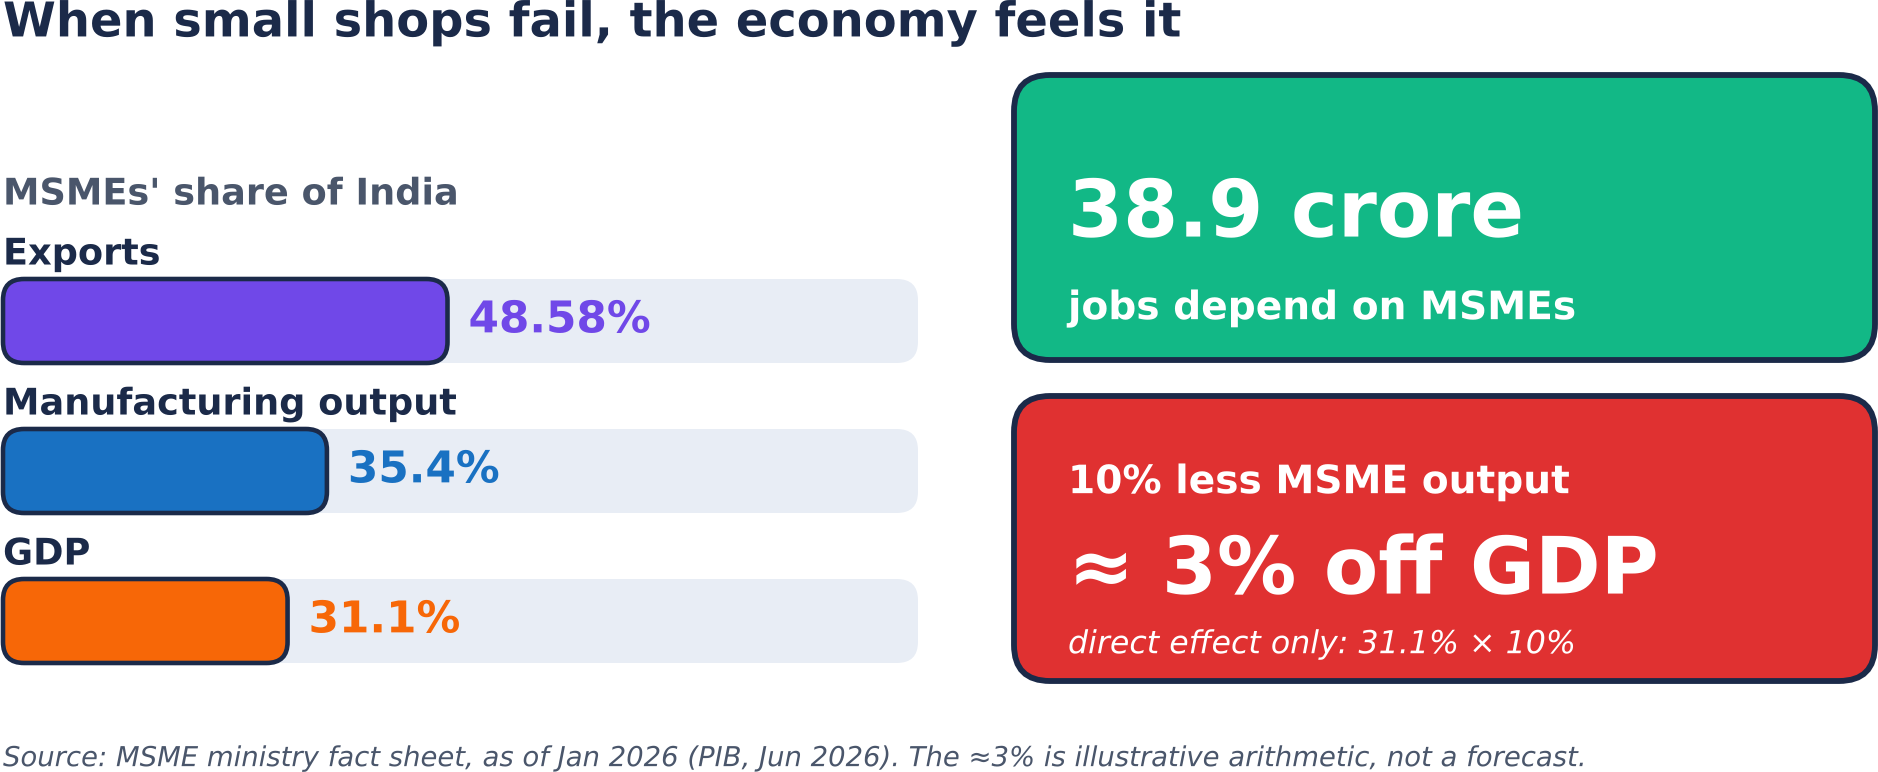 When small shops fail, the economy feels it
MSMEs' share of India
Exports
48.58%
Manufacturing output
35.4%
GDP
31.1%
38.9 crore
jobs depend on MSMEs
10% less MSME output
≈ 3% off GDP
direct effect only: 31.1% × 10%
Source: MSME ministry fact sheet, as of Jan 2026 (PIB, Jun 2026). The ≈3% is illustrative arithmetic, not a forecast.